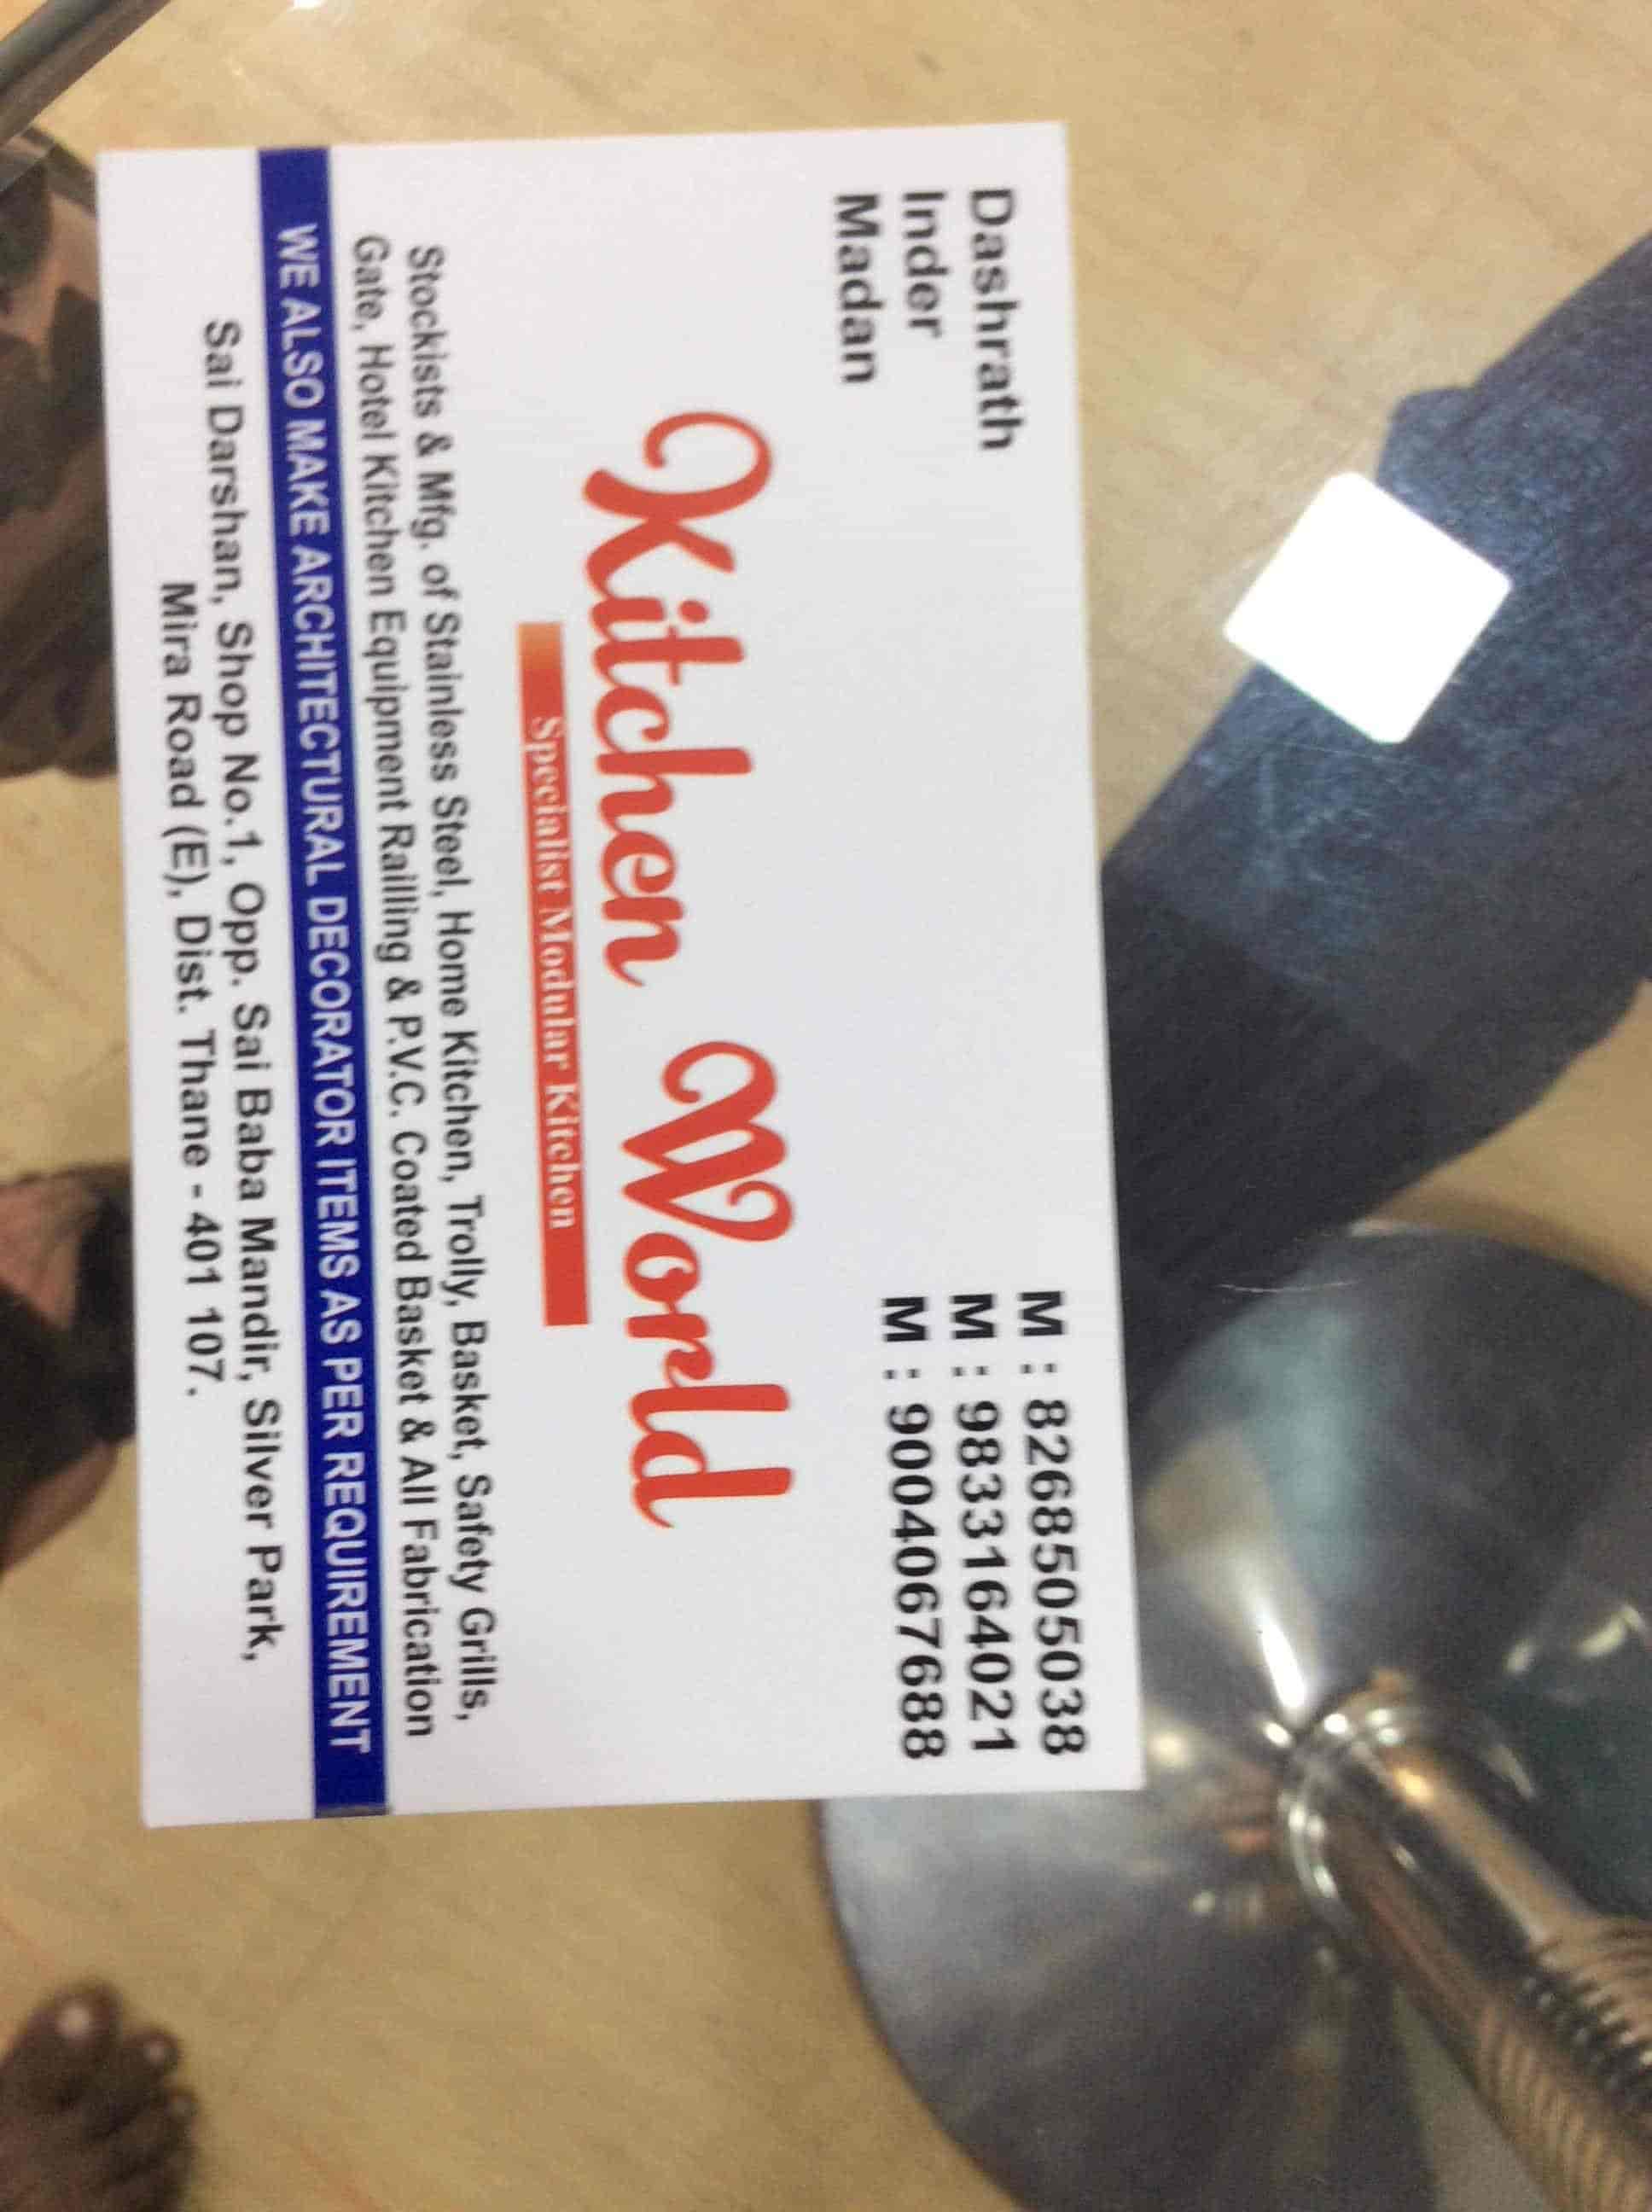 Dashrath M : 8268505038
Inder M : 9833164021
Madan M : 9004067688
Kitchen World
Specialist Modular Kitchen
Stockists & Mfg. of Stainless Steel, Home Kitchen, Trolly, Basket, Safety Grills,
Gate, Hotel Kitchen Equipment Railling & P.V.C. Coated Basket & All Fabrication
WE ALSO MAKE ARCHITECTURAL DECORATOR ITEMS AS PER REQUIREMENT
Sai Darshan, Shop No.1, Opp. Sai Baba Mandir, Silver Park,
Mira Road (E), Dist. Thane - 401 107.